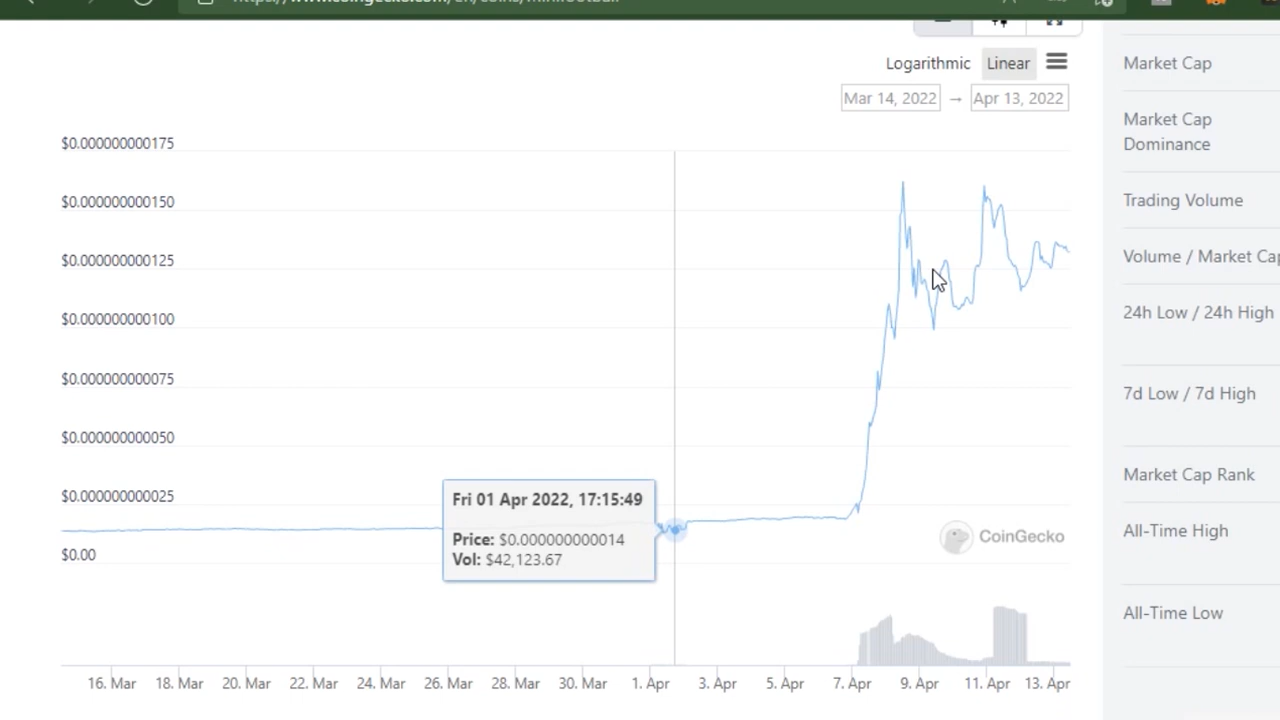 Logarithmic Linear
Mar 14, 2022 → Apr 13, 2022
$0.000000000175
$0.000000000150
$0.000000000125
$0.000000000100
$0.000000000075
$0.000000000050
$0.000000000025
$0.00
Fri 01 Apr 2022, 17:15:49
Price: $0.000000000014
Vol: $42,123.67
CoinGecko
16. Mar 18. Mar 20. Mar 22. Mar 24. Mar 26. Mar 28. Mar 30. Mar 1. Apr 3. Apr 5. Apr 7. Apr 9. Apr 11. Apr 13. Apr
Market Cap
Market Cap
Dominance
Trading Volume
Volume / Market Cap
24h Low / 24h High
7d Low / 7d High
Market Cap Rank
All-Time High
All-Time Low